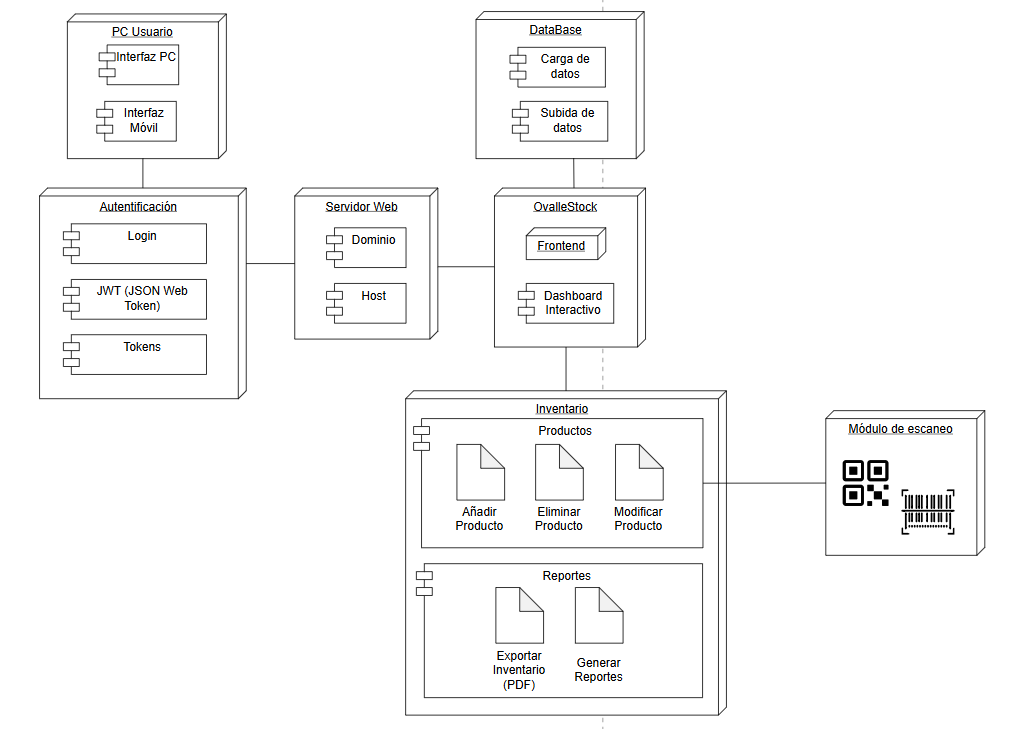 PC Usuario
Interfaz PC
Interfaz
Móvil
DataBase
Carga de
datos
Subida de
datos
Autentificación
Login
JWT (JSON Web
Token)
Tokens
Servidor Web
Dominio
Host
OvalleStock
Frontend
Dashboard
Interactivo
Inventario
Productos
Añadir
Producto
Eliminar
Producto
Modificar
Producto
Reportes
Exportar
Inventario
(PDF)
Generar
Reportes
Módulo de escaneo